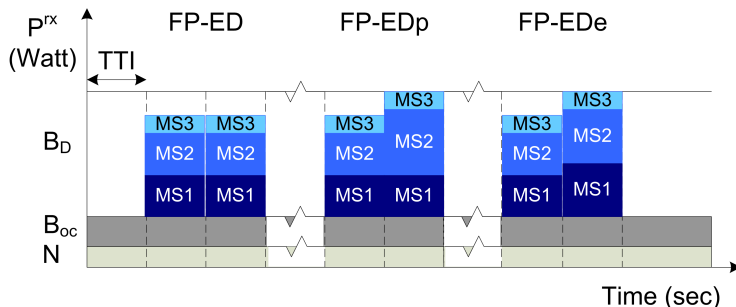 P^rx FP-ED FP-EDp FP-EDe
(Watt)
TTI
MS3 MS3 MS3 MS3 MS3 MS3
B_D MS2 MS2 MS2 MS2 MS2 MS2
MS1 MS1 MS1 MS1 MS1 MS1
B_oc
N
Time (sec)